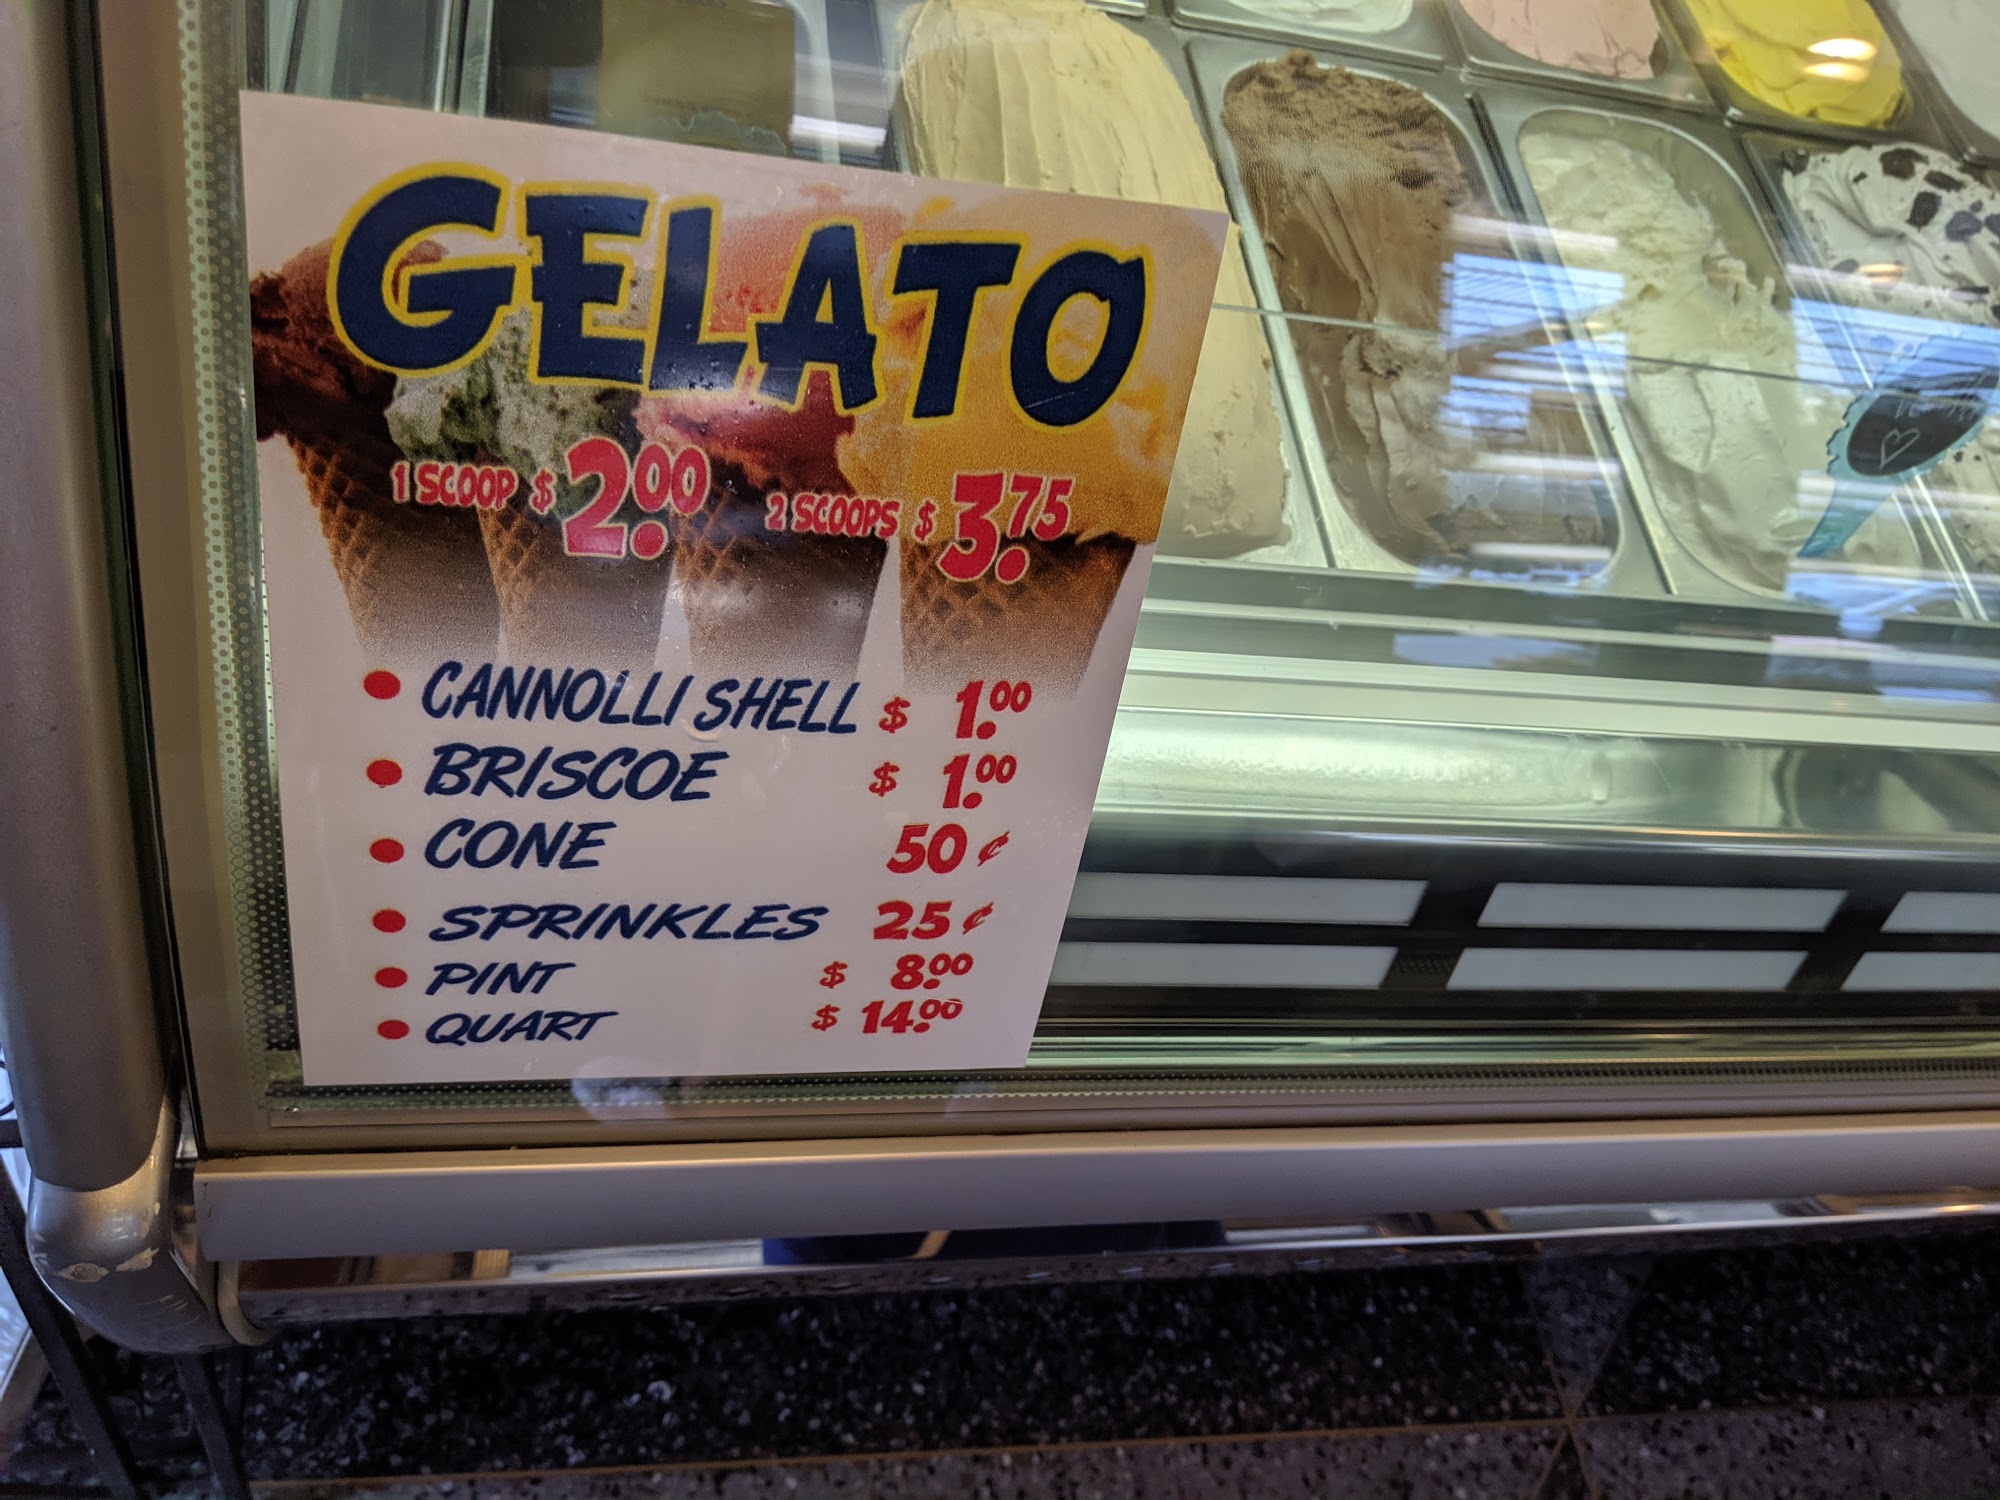 GELATO
1 SCOOP $ 2.00 2 SCOOPS $ 3.75
CANNOLLI SHELL $ 1.00
BRISCOE $ 1.00
CONE 50¢
SPRINKLES 25¢
PINT $ 8.00
QUART $ 14.00